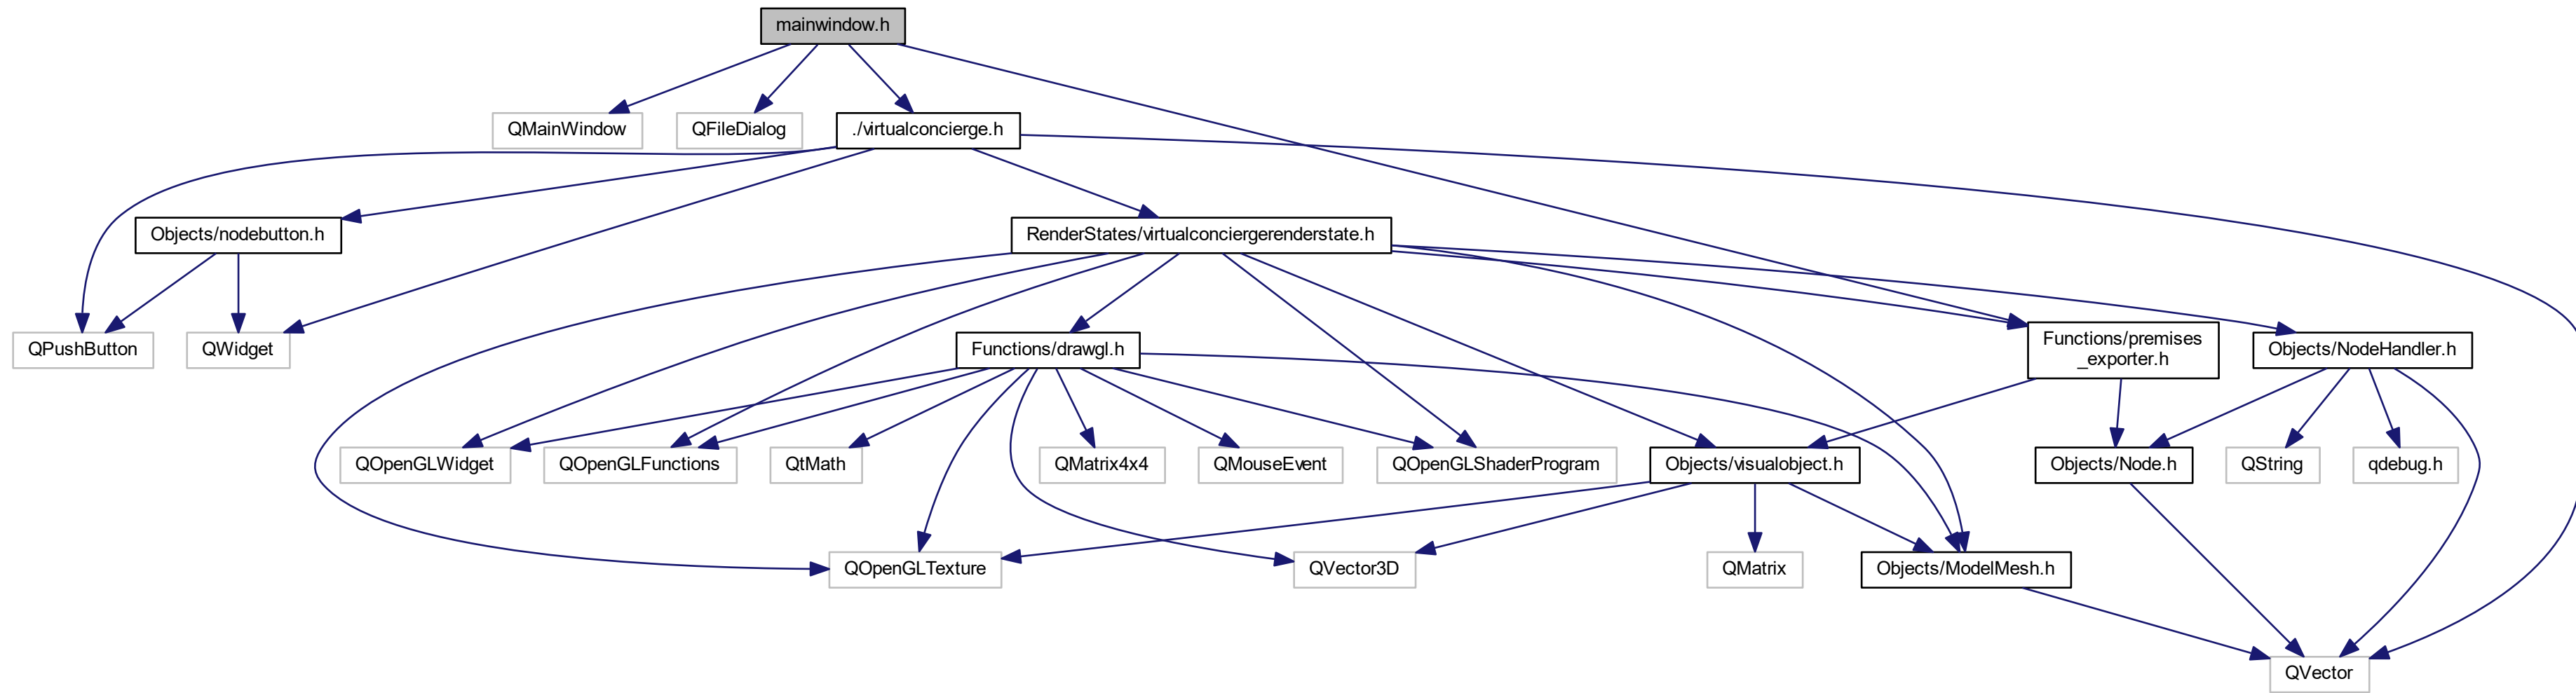 mainwindow.h
QMainWindow
QFileDialog
./virtualconcierge.h
Objects/nodebutton.h
RenderStates/virtualconciergerenderstate.h
QPushButton
QWidget
Functions/drawgl.h
Functions/premises
_exporter.h
Objects/NodeHandler.h
QOpenGLWidget
QOpenGLFunctions
QtMath
QMatrix4x4
QMouseEvent
QOpenGLShaderProgram
Objects/visualobject.h
Objects/Node.h
QString
qdebug.h
QOpenGLTexture
QVector3D
QMatrix
Objects/ModelMesh.h
QVector